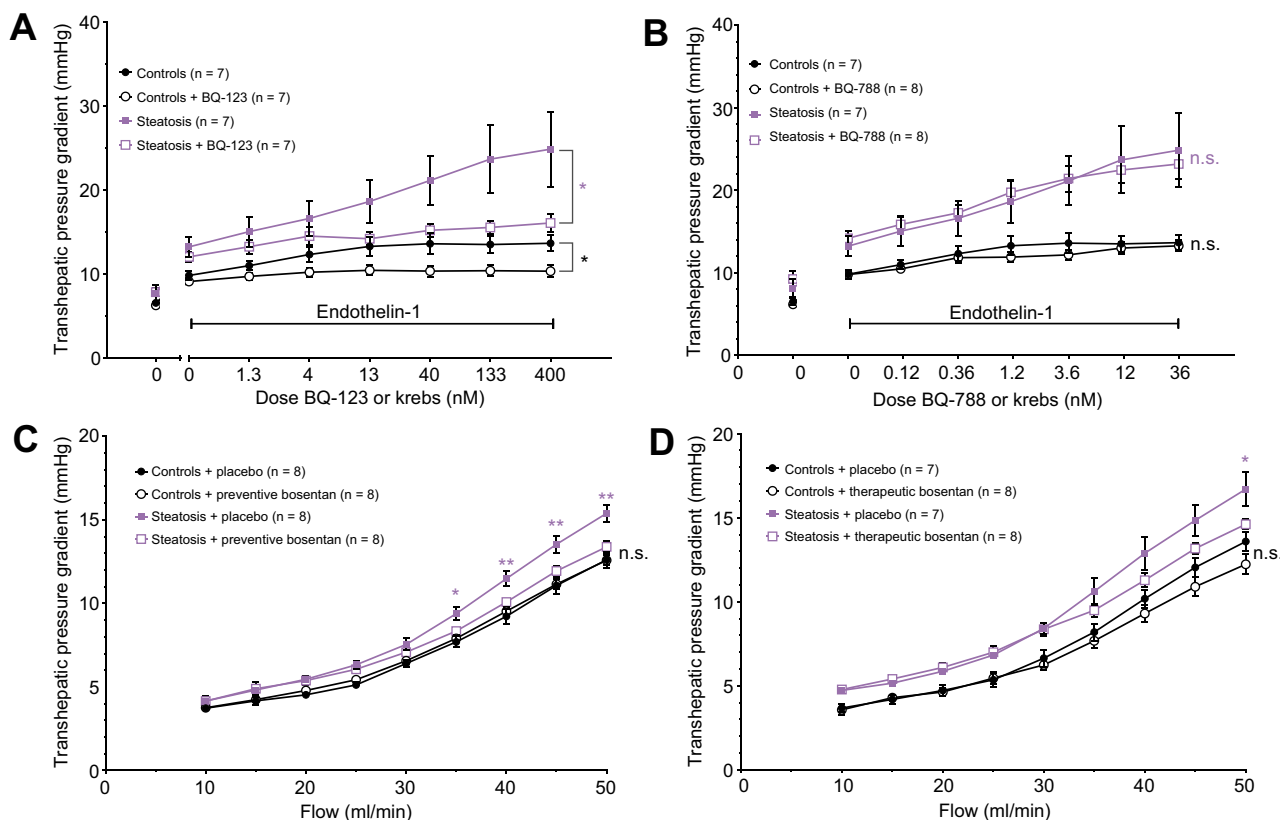 A
Transhepatic pressure gradient (mmHg)
40
30
20
10
0
Controls (n = 7)
Controls + BQ-123 (n = 7)
Steatosis (n = 7)
Steatosis + BQ-123 (n = 7)
*
*
Endothelin-1
0 0 1.3 4 13 40 133 400
Dose BQ-123 or krebs (nM)
B
Transhepatic pressure gradient (mmHg)
40
30
20
10
0
Controls (n = 7)
Controls + BQ-788 (n = 8)
Steatosis (n = 7)
Steatosis + BQ-788 (n = 8)
n.s.
n.s.
Endothelin-1
0 0 0 0.12 0.36 1.2 3.6 12 36
Dose BQ-788 or krebs (nM)
C
Transhepatic pressure gradient (mmHg)
20
15
10
5
0
Controls + placebo (n = 8)
Controls + preventive bosentan (n = 8)
Steatosis + placebo (n = 8)
Steatosis + preventive bosentan (n = 8)
* ** ** **
n.s.
0 10 20 30 40 50
Flow (ml/min)
D
Transhepatic pressure gradient (mmHg)
20
15
10
5
0
Controls + placebo (n = 7)
Controls + therapeutic bosentan (n = 8)
Steatosis + placebo (n = 7)
Steatosis + therapeutic bosentan (n = 8)
*
n.s.
0 10 20 30 40 50
Flow (ml/min)